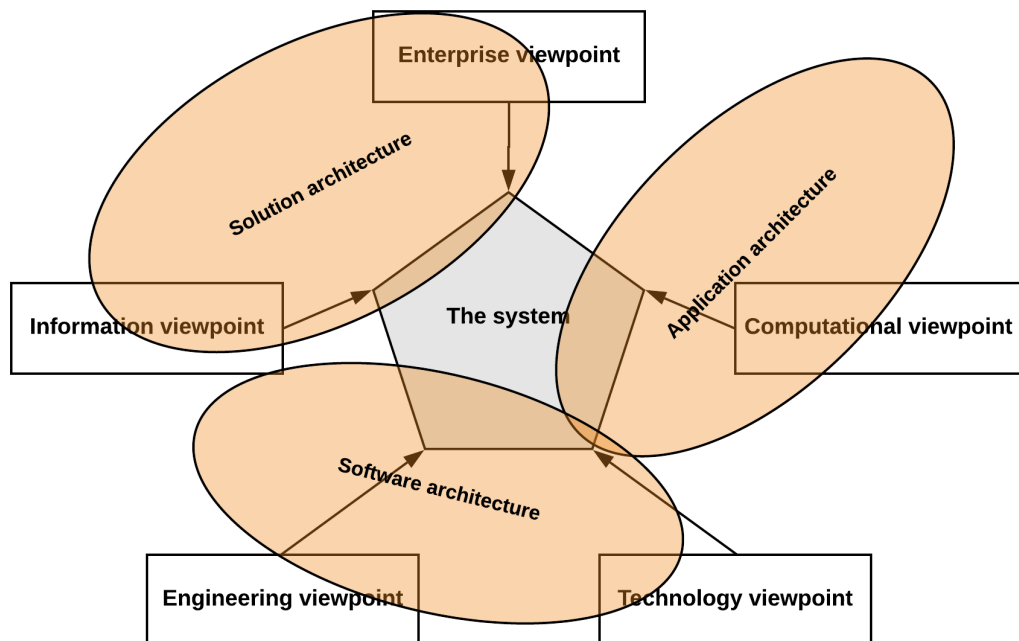 Enterprise viewpoint
Solution architecture
Application architecture
The system
Information viewpoint
Computational viewpoint
Software architecture
Engineering viewpoint
Technology viewpoint